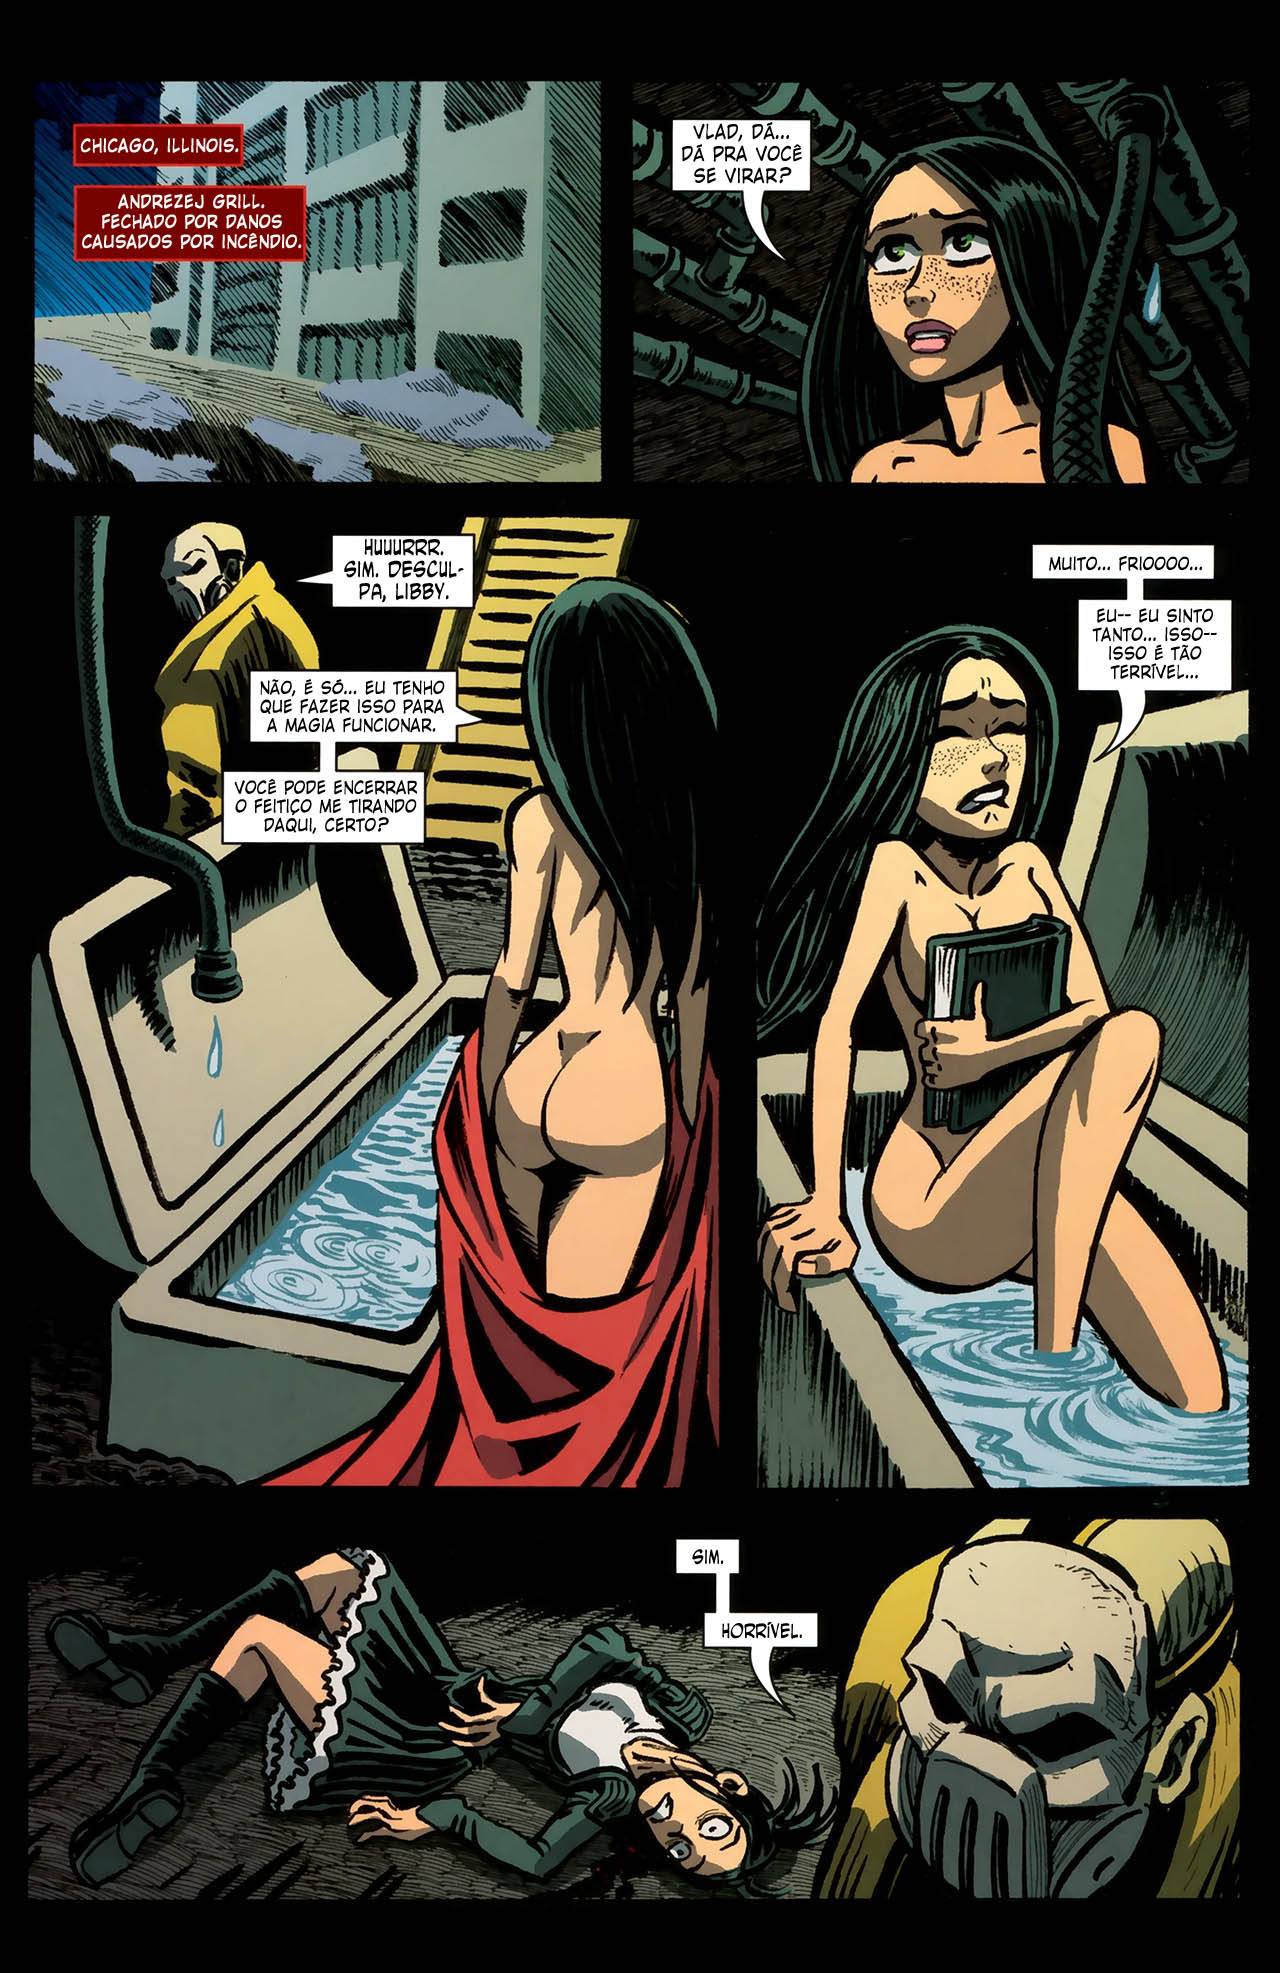 CHICAGO, ILLINOIS.
ANDREZEJ GRILL.
FECHADO POR DANOS
CAUSADOS POR INCÊNDIO.
VLAD, DÁ...
DÁ PRA VOCÊ
SE VIRAR?
HUUURRR.
SIM. DESCUL-
PA, LIBBY.
NÃO, É SÓ... EU TENHO
QUE FAZER ISSO PARA
A MAGIA FUNCIONAR.
VOCÊ PODE ENCERRAR
O FEITIÇO ME TIRANDO
DAQUI, CERTO?
MUITO... FRIOOOO...
EU-- EU SINTO
TANTO... ISSO--
ISSO É TÃO
TERRÍVEL...
SIM.
HORRÍVEL.